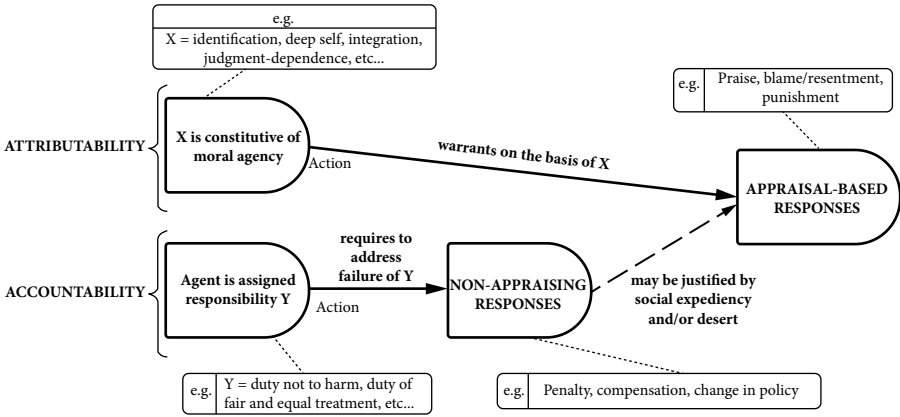 e.g.
X = identification, deep self, integration,
judgment-dependence, etc...
ATTRIBUTABILITY
X is constitutive of
moral agency
Action
warrants on the basis of X
e.g.
Praise, blame/resentment,
punishment
APPRAISAL-BASED
RESPONSES
ACCOUNTABILITY
Agent is assigned
responsibility Y
Action
requires to
address
failure of Y
NON-APPRAISING
RESPONSES
may be justified by
social expediency
and/or desert
e.g.
Y = duty not to harm, duty of
fair and equal treatment, etc...
e.g.
Penalty, compensation, change in policy